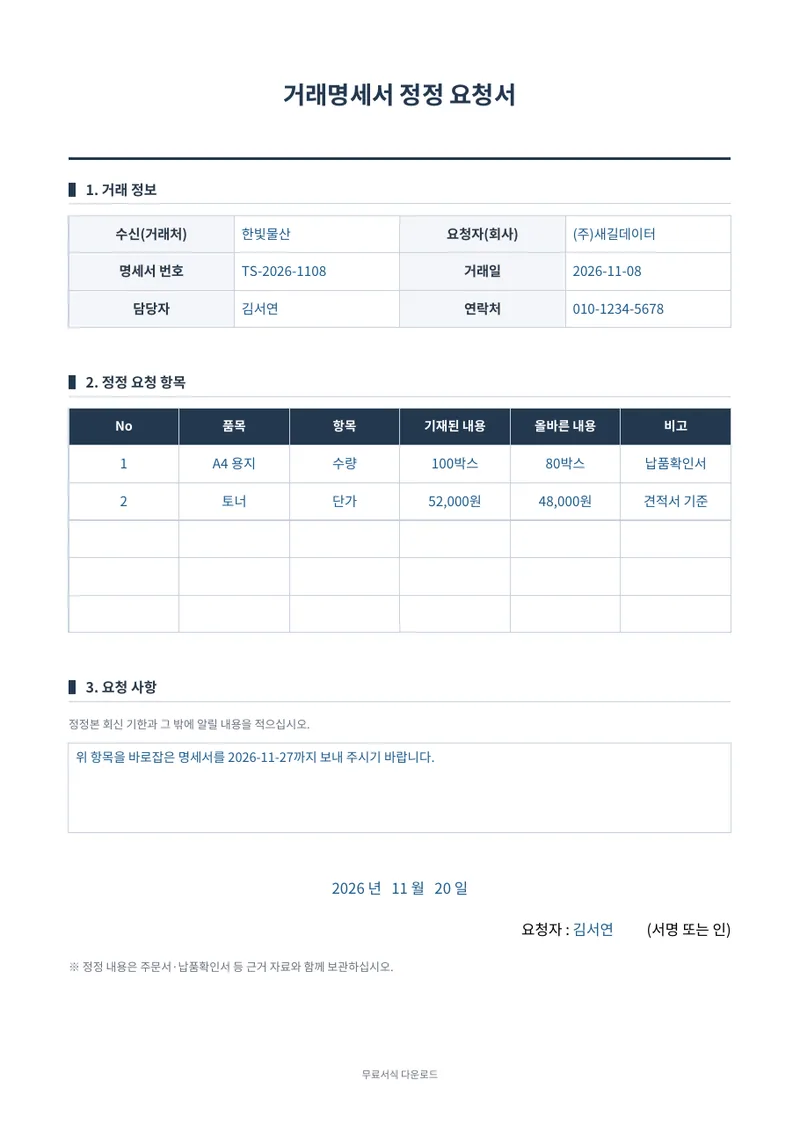 거래명세서 정정 요청서
1. 거래 정보
수신(거래처) 한빛물산 요청자(회사) (주)새길데이터
명세서 번호 TS-2026-1108 거래일 2026-11-08
담당자 김서연 연락처 010-1234-5678
2. 정정 요청 항목
No 품목 항목 기재된 내용 올바른 내용 비고
1 A4 용지 수량 100박스 80박스 납품확인서
2 토너 단가 52,000원 48,000원 견적서 기준
3. 요청 사항
정정본 회신 기한과 그 밖에 알릴 내용을 적으십시오.
위 항목을 바로잡은 명세서를 2026-11-27까지 보내 주시기 바랍니다.
2026 년 11 월 20 일
요청자 : 김서연 (서명 또는 인)
※ 정정 내용은 주문서·납품확인서 등 근거 자료와 함께 보관하십시오.
무료서식 다운로드